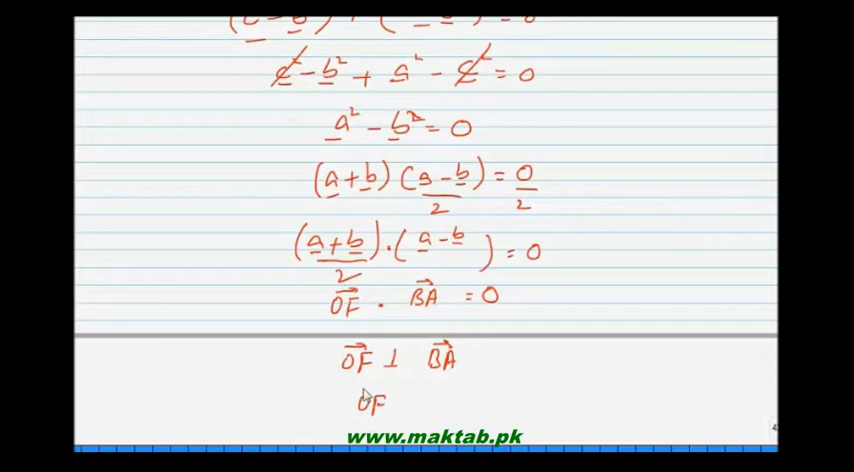 c² - b² + a² - c² = 0
a² - b² = 0
(a + b) (a - b)/2 = 0/2
(a + b)/2 · (a - b) = 0
OF⃗ · BA⃗ = 0
OF⃗ ⊥ BA⃗
OF
www.maktab.pk